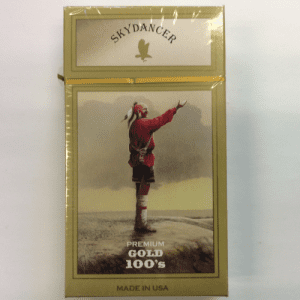 SKYDANCER
PREMIUM
GOLD
100's
MADE IN USA